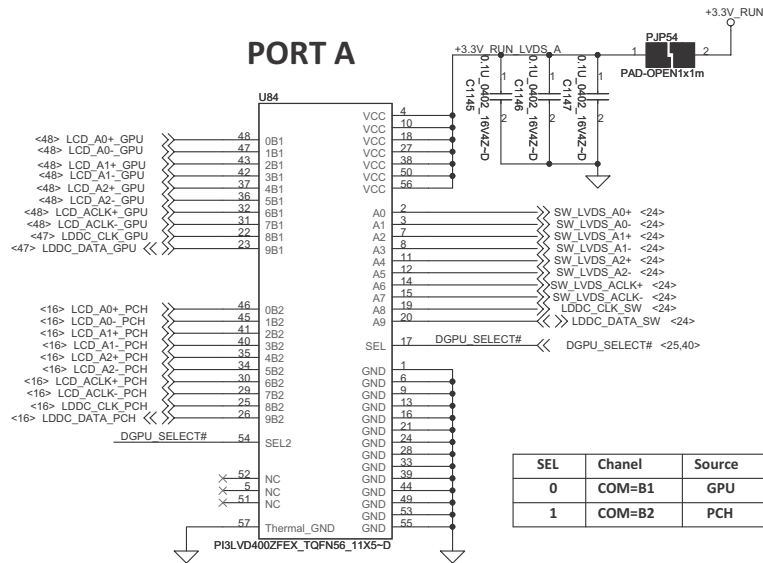 +3.3V_RUN
PORT A
PJP54
+3.3V_RUN_LVDS_A
1
2
PAD-OPEN1x1m
0.1U_0402_16V4Z~D
C1145
1
2
0.1U_0402_16V4Z~D
C1146
1
2
0.1U_0402_16V4Z~D
C1147
1
2
U84
<48> LCD_A0+_GPU 48 0B1
<48> LCD_A0-_GPU 47 1B1
<48> LCD_A1+_GPU 43 2B1
<48> LCD_A1-_GPU 42 3B1
<48> LCD_A2+_GPU 37 4B1
<48> LCD_A2-_GPU 36 5B1
<48> LCD_ACLK+_GPU 32 6B1
<48> LCD_ACLK-_GPU 31 7B1
<47> LDDC_CLK_GPU 22 8B1
<47> LDDC_DATA_GPU 23 9B1
<16> LCD_A0+_PCH 46 0B2
<16> LCD_A0-_PCH 45 1B2
<16> LCD_A1+_PCH 41 2B2
<16> LCD_A1-_PCH 40 3B2
<16> LCD_A2+_PCH 35 4B2
<16> LCD_A2-_PCH 34 5B2
<16> LCD_ACLK+_PCH 30 6B2
<16> LCD_ACLK-_PCH 29 7B2
<16> LDDC_CLK_PCH 25 8B2
<16> LDDC_DATA_PCH 26 9B2
DGPU_SELECT# 54 SEL2
52 NC
5 NC
51 NC
57 Thermal_GND
VCC 4
VCC 10
VCC 18
VCC 27
VCC 38
VCC 50
VCC 56
A0 2 SW_LVDS_A0+ <24>
A1 3 SW_LVDS_A0- <24>
A2 7 SW_LVDS_A1+ <24>
A3 8 SW_LVDS_A1- <24>
A4 11 SW_LVDS_A2+ <24>
A5 12 SW_LVDS_A2- <24>
A6 14 SW_LVDS_ACLK+ <24>
A7 15 SW_LVDS_ACLK- <24>
A8 19 LDDC_CLK_SW <24>
A9 20 LDDC_DATA_SW <24>
SEL 17 DGPU_SELECT# DGPU_SELECT# <25,40>
GND 1
GND 6
GND 9
GND 13
GND 16
GND 21
GND 24
GND 28
GND 33
GND 39
GND 44
GND 49
GND 53
GND 55
PI3LVD400ZFEX_TQFN56_11X5~D
SEL Chanel Source
0 COM=B1 GPU
1 COM=B2 PCH